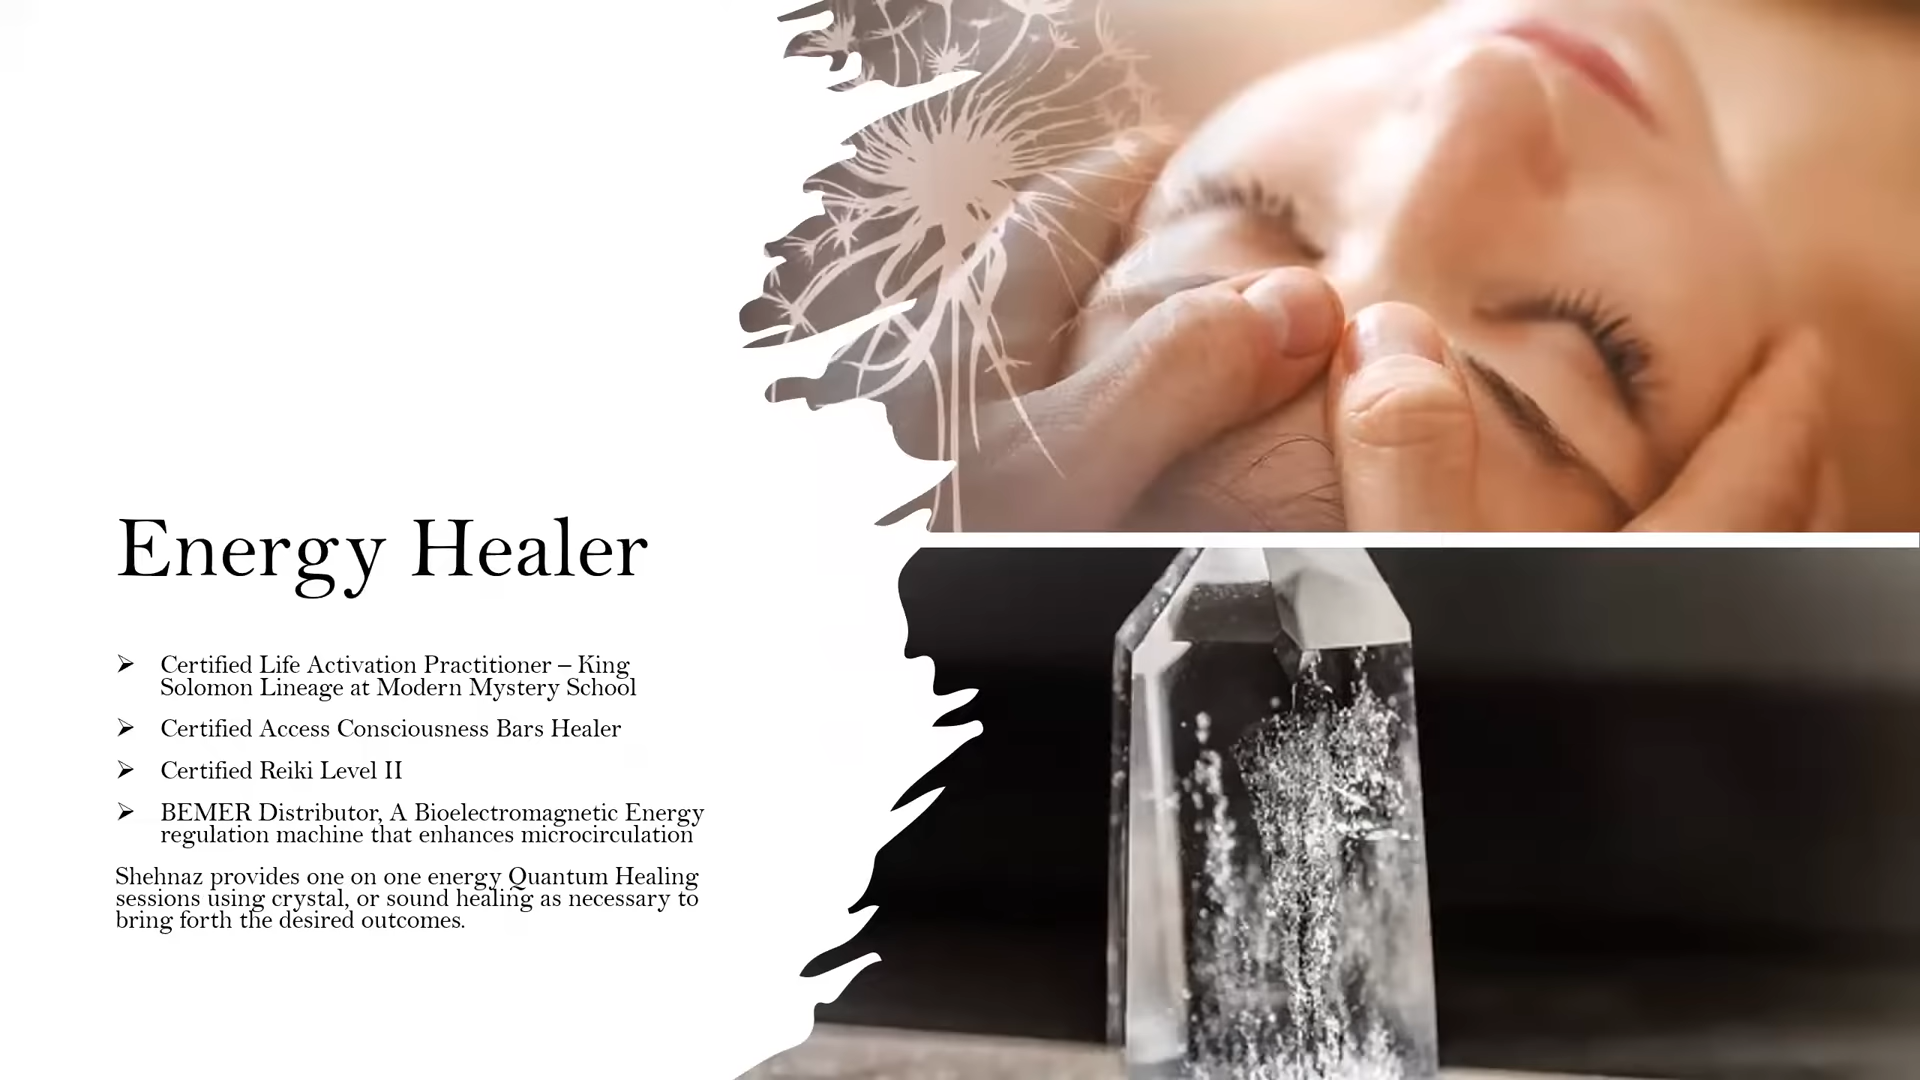 Energy Healer
Certified Life Activation Practitioner – King
Solomon Lineage at Modern Mystery School
Certified Access Consciousness Bars Healer
Certified Reiki Level II
BEMER Distributor, A Bioelectromagnetic Energy
regulation machine that enhances microcirculation
Shehnaz provides one on one energy Quantum Healing
sessions using crystal, or sound healing as necessary to
bring forth the desired outcomes.